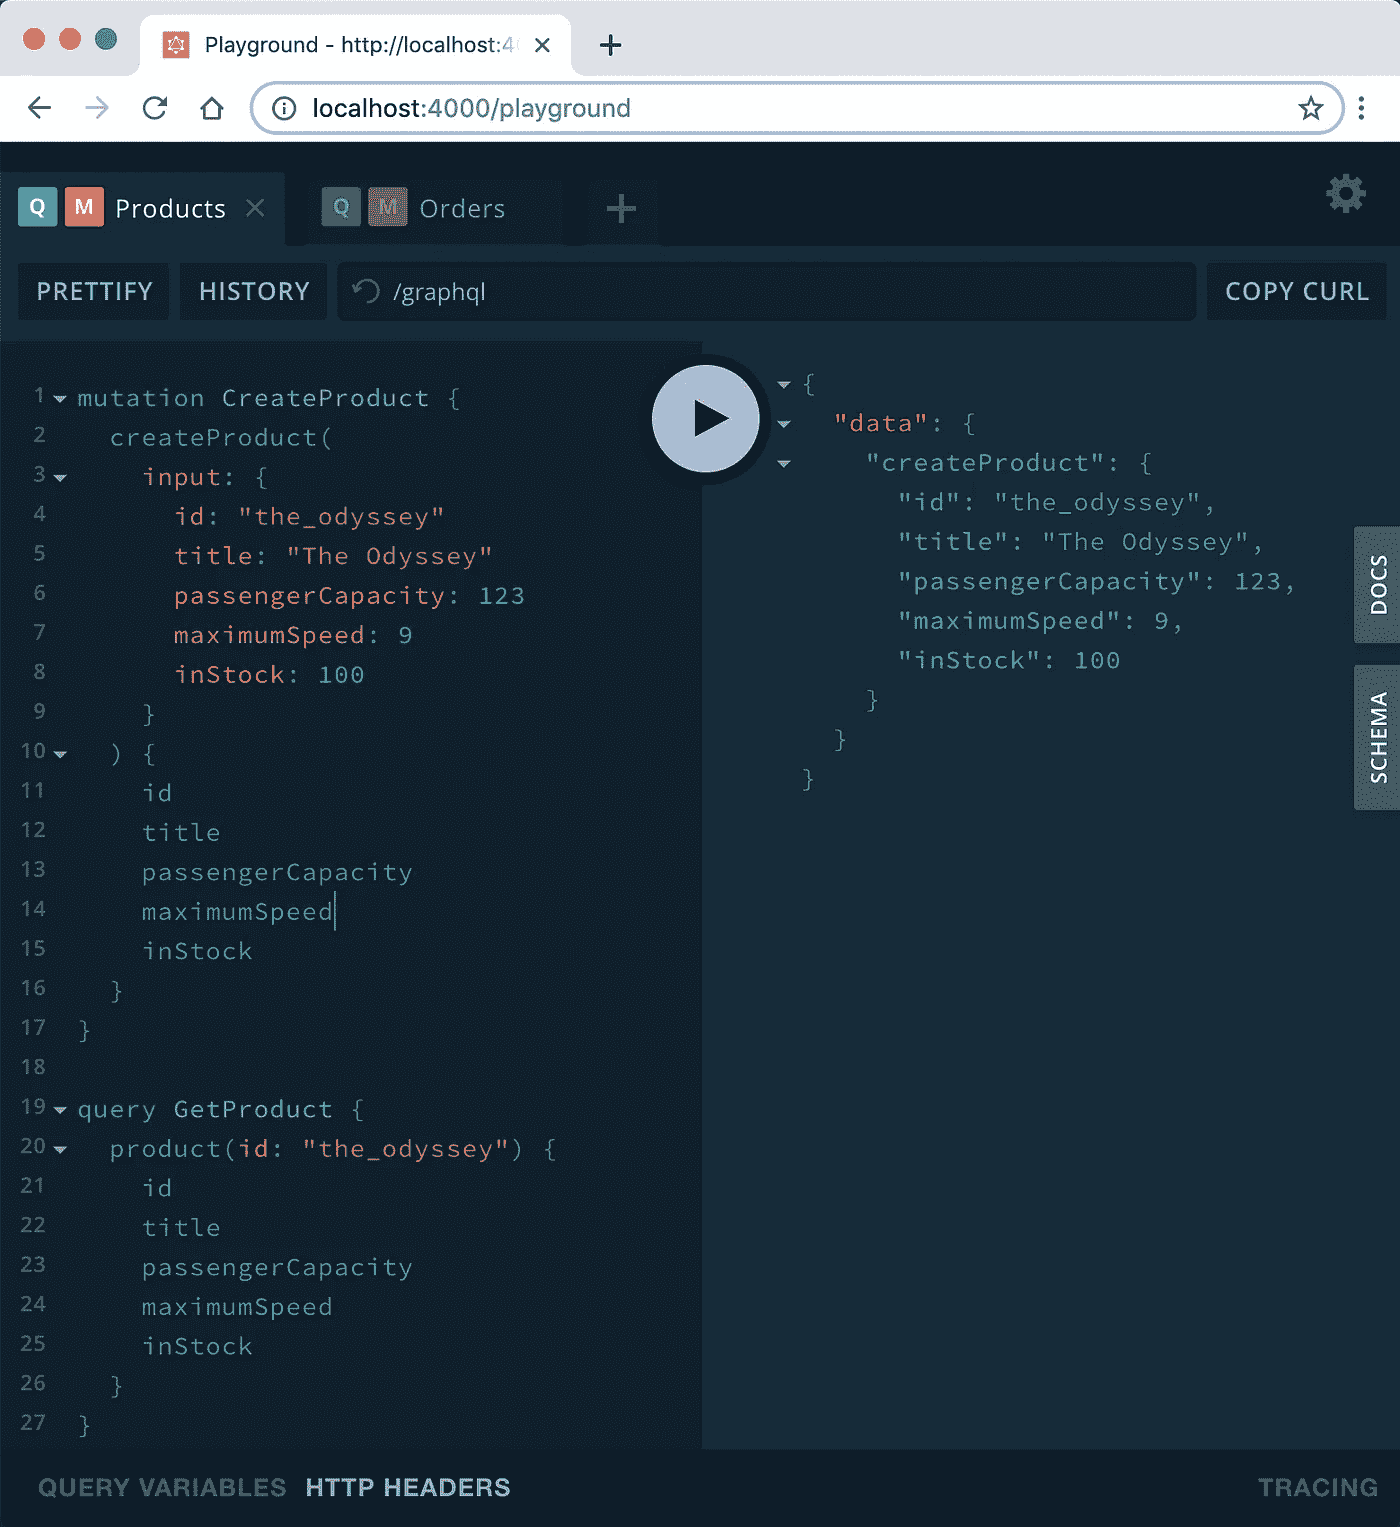 Playground - http://localhost:4
localhost:4000/playground
Q M Products Q M Orders
PRETTIFY HISTORY /graphql COPY CURL
1 mutation CreateProduct {
2 createProduct(
3 input: {
4 id: "the_odyssey"
5 title: "The Odyssey"
6 passengerCapacity: 123
7 maximumSpeed: 9
8 inStock: 100
9 }
10 ) {
11 id
12 title
13 passengerCapacity
14 maximumSpeed
15 inStock
16 }
17 }
18
19 query GetProduct {
20 product(id: "the_odyssey") {
21 id
22 title
23 passengerCapacity
24 maximumSpeed
25 inStock
26 }
27 }
{
"data": {
"createProduct": {
"id": "the_odyssey",
"title": "The Odyssey",
"passengerCapacity": 123,
"maximumSpeed": 9,
"inStock": 100
}
}
}
DOCS
SCHEMA
QUERY VARIABLES HTTP HEADERS TRACING